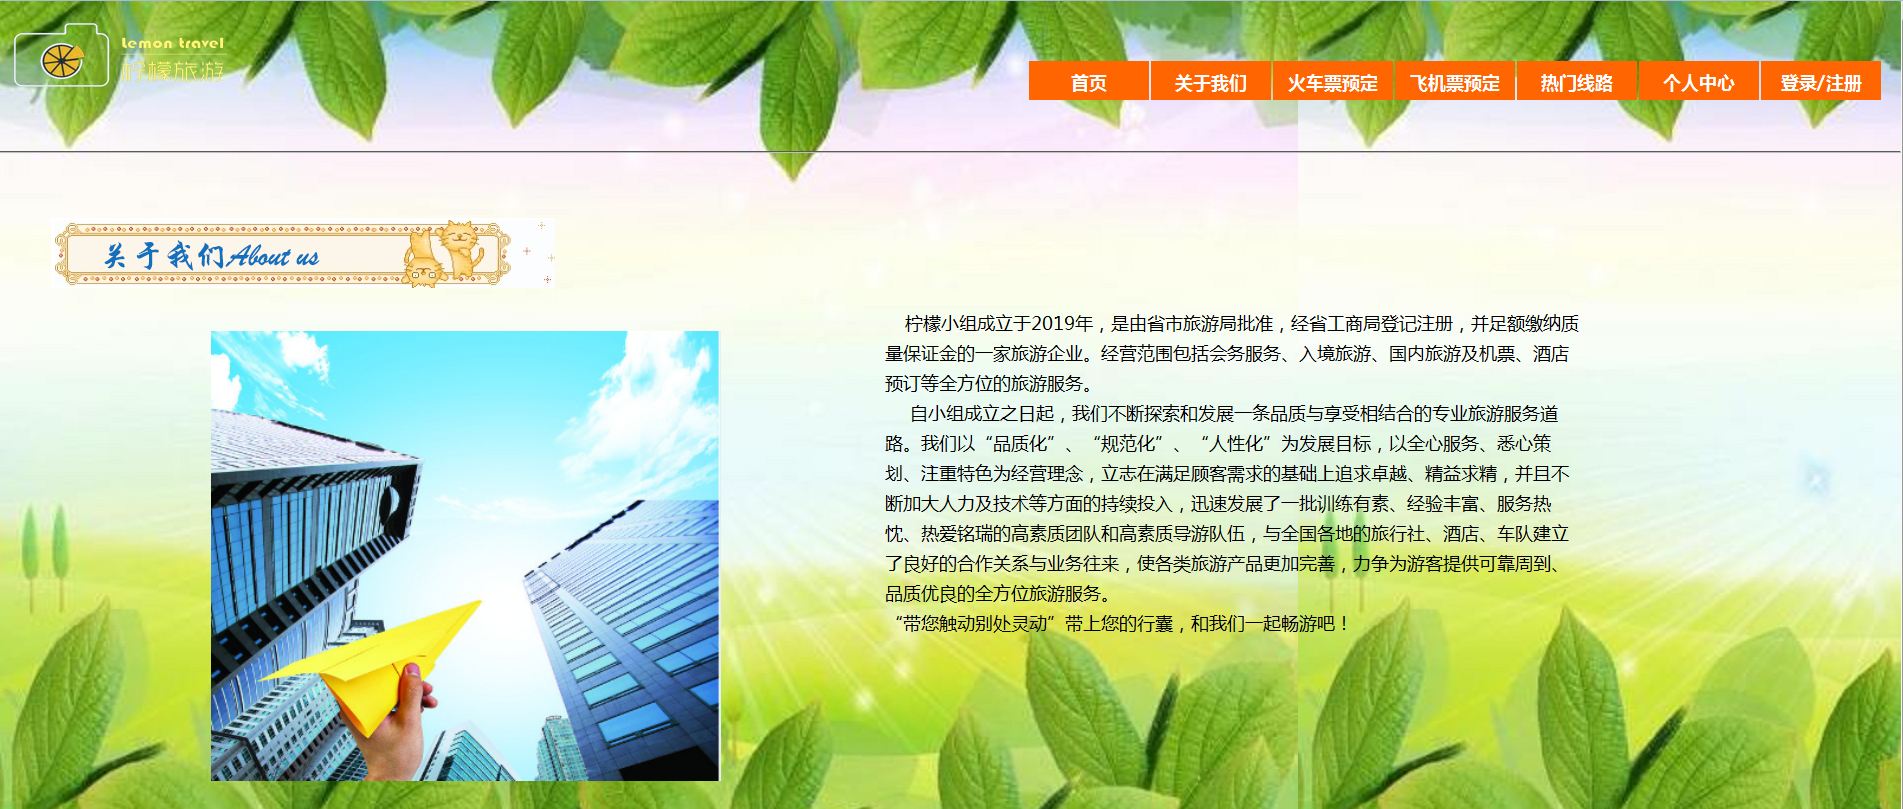 Lemon travel
柠檬旅游
首页
关于我们
火车票预定
飞机票预定
热门线路
个人中心
登录/注册
关于我们About us
柠檬小组成立于2019年，是由省市旅游局批准，经省工商局登记注册，并足额缴纳质
量保证金的一家旅游企业。经营范围包括会务服务、入境旅游、国内旅游及机票、酒店
预订等全方位的旅游服务。
自小组成立之日起，我们不断探索和发展一条品质与享受相结合的专业旅游服务道
路。我们以“品质化”、“规范化”、“人性化”为发展目标，以全心服务、悉心策
划、注重特色为经营理念，立志在满足顾客需求的基础上追求卓越、精益求精，并且不
断加大人力及技术等方面的持续投入，迅速发展了一批训练有素、经验丰富、服务热
忱、热爱铭瑞的高素质团队和高素质导游队伍，与全国各地的旅行社、酒店、车队建立
了良好的合作关系与业务往来，使各类旅游产品更加完善，力争为游客提供可靠周到、
品质优良的全方位旅游服务。
“带您触动别处灵动”带上您的行囊，和我们一起畅游吧！